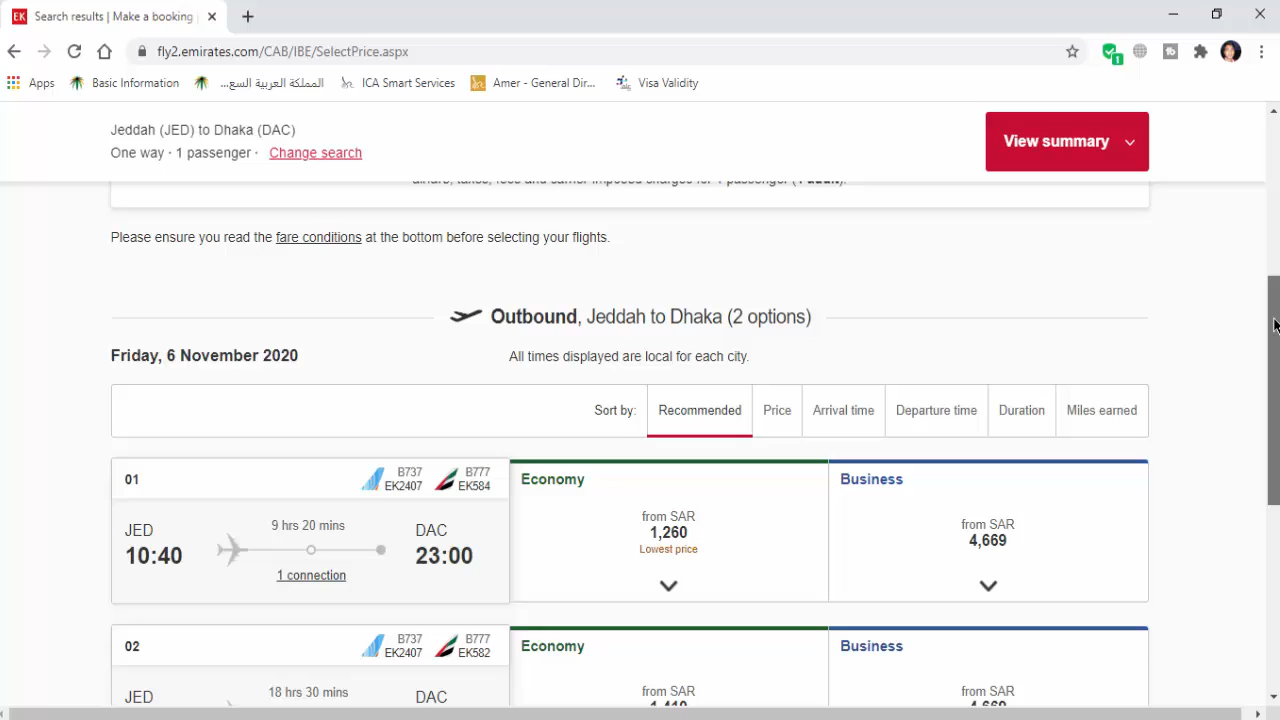 EK Search results | Make a booking
fly2.emirates.com/CAB/IBE/SelectPrice.aspx
1
Apps Basic Information المملكة العربية السع... ICA Smart Services Amer - General Dir... Visa Validity
Jeddah (JED) to Dhaka (DAC)
One way · 1 passenger · Change search
View summary
Please ensure you read the fare conditions at the bottom before selecting your flights.
Outbound, Jeddah to Dhaka (2 options)
Friday, 6 November 2020 All times displayed are local for each city.
Sort by: Recommended Price Arrival time Departure time Duration Miles earned
01 B737 EK2407 B777 EK584
JED 9 hrs 20 mins DAC
10:40 23:00
1 connection
Economy
from SAR
1,260
Lowest price
Business
from SAR
4,669
02 B737 EK2407 B777 EK582
JED 18 hrs 30 mins DAC
Economy
from SAR
1,410
Business
from SAR
4,669